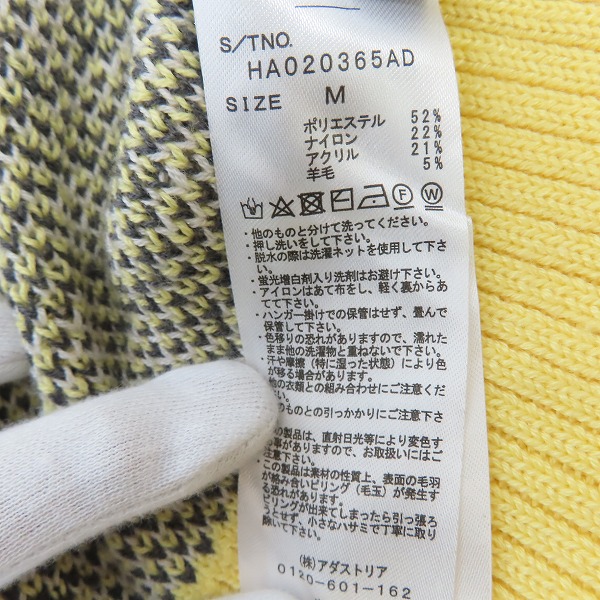 S/TNO.
HA020365AD
SIZE M
ポリエステル 52%
ナイロン 22%
アクリル 21%
羊毛 5%
・他のものと分けて洗ってください。
・押し洗いをして下さい。
・脱水の際は洗濯ネットを使用して下さい。
・蛍光増白剤入り洗剤はお避け下さい。
・アイロンはあて布をし、軽く裏からあ
てて下さい。
・ハンガー掛けでの保管はせず、畳んで
保管して下さい。
・色移りの恐れがありますので、濡れた
まま他の洗濯物と重ねないで下さい。
・汗や摩擦(特に湿った状態)により色
が移る場合があります。
他の衣類との組み合わせにご注意くだ
い。
のものとの引っかかりにご注意下さ
の製品は、直射日光等により変色す
事がありますので、お取扱いにはご
意下さい。
この製品は素材の性質上、表面の毛羽
が絡み合いピリング(毛玉)が発生す
る恐れがあります。
ピリングが出来てしまったら引っ張ろ
うとせず、小さなハサミで丁寧に切り
除いて下さい。
(株)アダストリア
0120-601-162